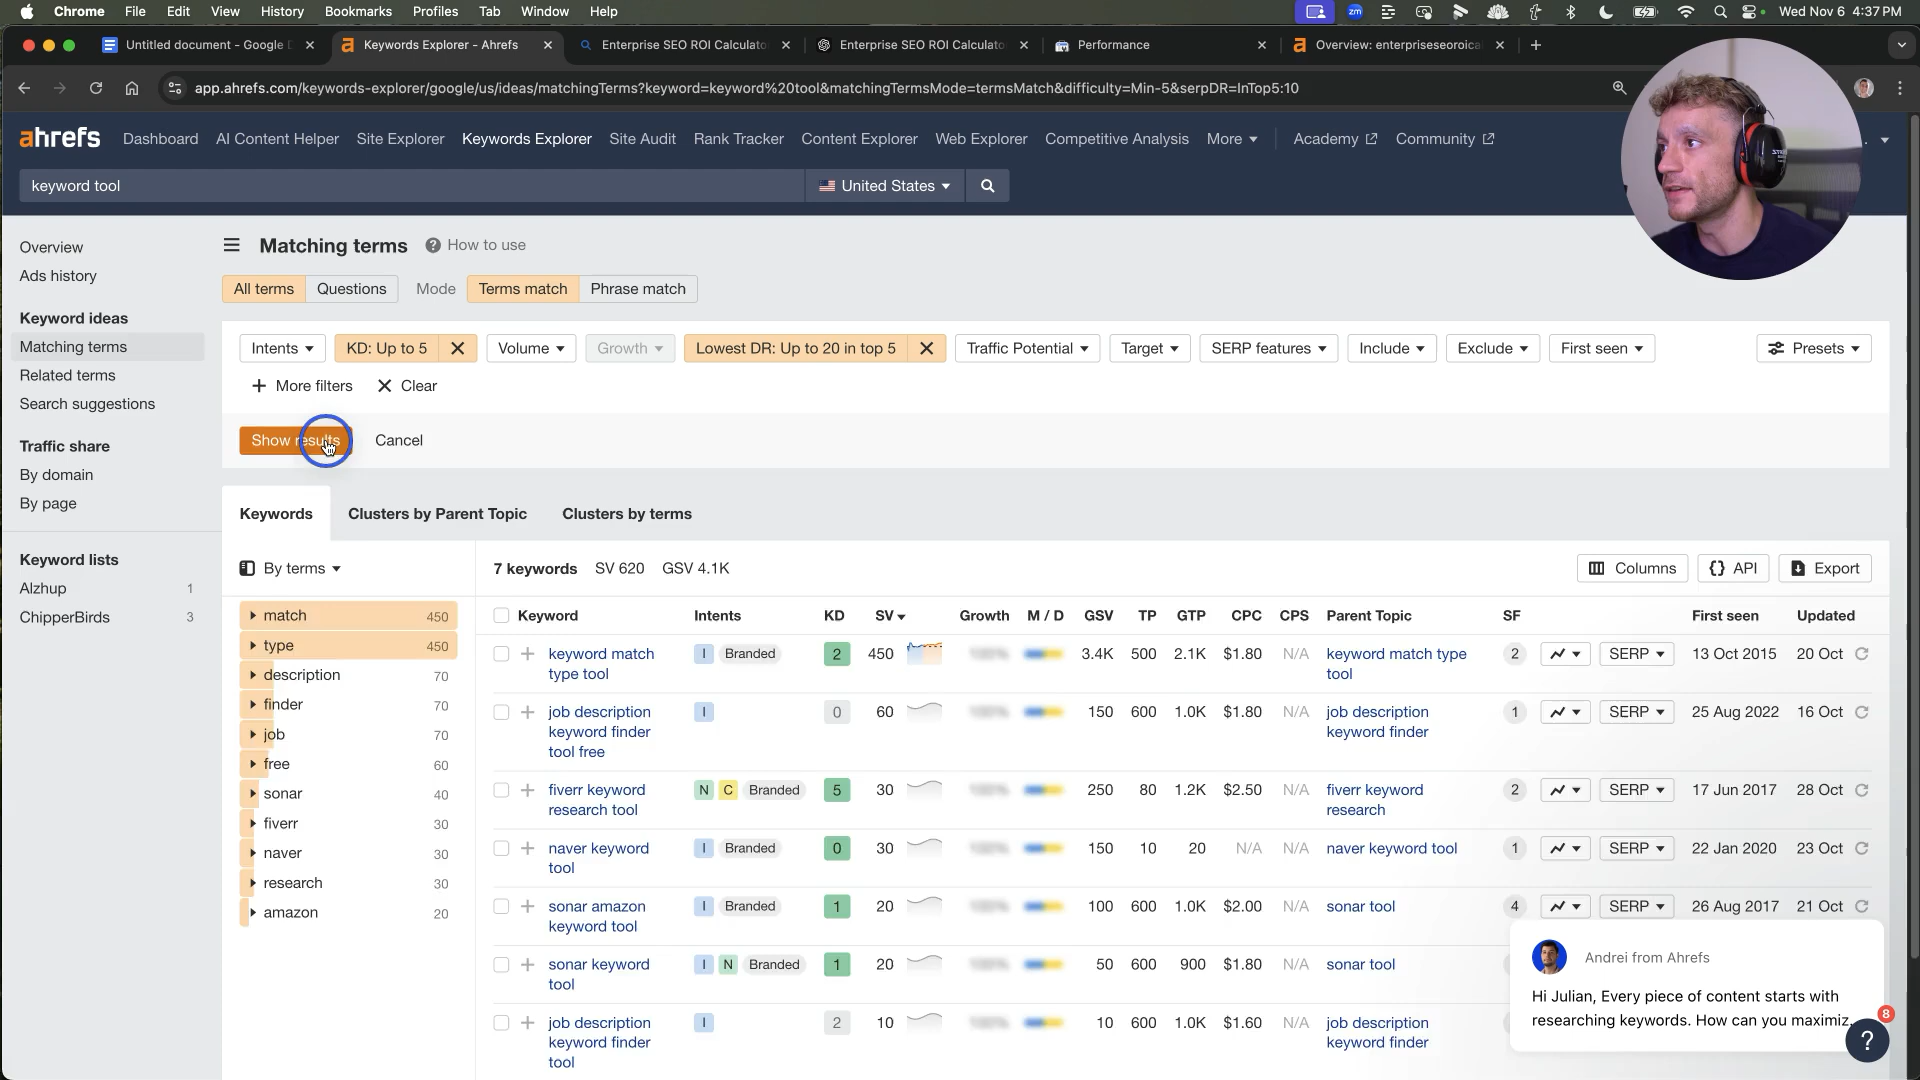 Chrome File Edit View History Bookmarks Profiles Tab Window Help
zm
Wed Nov 6 4:37 PM
Untitled document - Google D
Keywords Explorer - Ahrefs
Enterprise SEO ROI Calculato
Enterprise SEO ROI Calculato
Performance
Overview: enterpriseseoroica
app.ahrefs.com/keywords-explorer/google/us/ideas/matchingTerms?keyword=keyword%20tool&matchingTermsMode=termsMatch&difficulty=Min-5&serpDR=InTop5:10
ahrefs Dashboard AI Content Helper Site Explorer Keywords Explorer Site Audit Rank Tracker Content Explorer Web Explorer Competitive Analysis More Academy Community
keyword tool
United States
Overview
Ads history
Keyword ideas
Matching terms
Related terms
Search suggestions
Traffic share
By domain
By page
Keyword lists
Alzhup 1
ChipperBirds 3
Matching terms ? How to use
All terms Questions Mode Terms match Phrase match
Intents KD: Up to 5 Volume Growth Lowest DR: Up to 20 in top 5 Traffic Potential Target SERP features Include Exclude First seen Presets
+ More filters Clear
Show results Cancel
Keywords Clusters by Parent Topic Clusters by terms
By terms
match 450
type 450
description 70
finder 70
job 70
free 60
sonar 40
fiverr 30
naver 30
research 30
amazon 20
7 keywords SV 620 GSV 4.1K Columns API Export
Keyword Intents KD SV Growth M / D GSV TP GTP CPC CPS Parent Topic SF First seen Updated
keyword match type tool I Branded 2 450 3.4K 500 2.1K $1.80 N/A keyword match type tool 2 SERP 13 Oct 2015 20 Oct
job description keyword finder tool free I 0 60 150 600 1.0K $1.80 N/A job description keyword finder 1 SERP 25 Aug 2022 16 Oct
fiverr keyword research tool N C Branded 5 30 250 80 1.2K $2.50 N/A fiverr keyword research 2 SERP 17 Jun 2017 28 Oct
naver keyword tool I Branded 0 30 150 10 20 N/A N/A naver keyword tool 1 SERP 22 Jan 2020 23 Oct
sonar amazon keyword tool I Branded 1 20 100 600 1.0K $2.00 N/A sonar tool 4 SERP 26 Aug 2017 21 Oct
sonar keyword tool I N Branded 1 20 50 600 900 $1.80 N/A sonar tool
job description keyword finder tool I 2 10 10 600 1.0K $1.60 N/A job description keyword finder
Andrei from Ahrefs
Hi Julian, Every piece of content starts with
researching keywords. How can you maximiz..
8
?